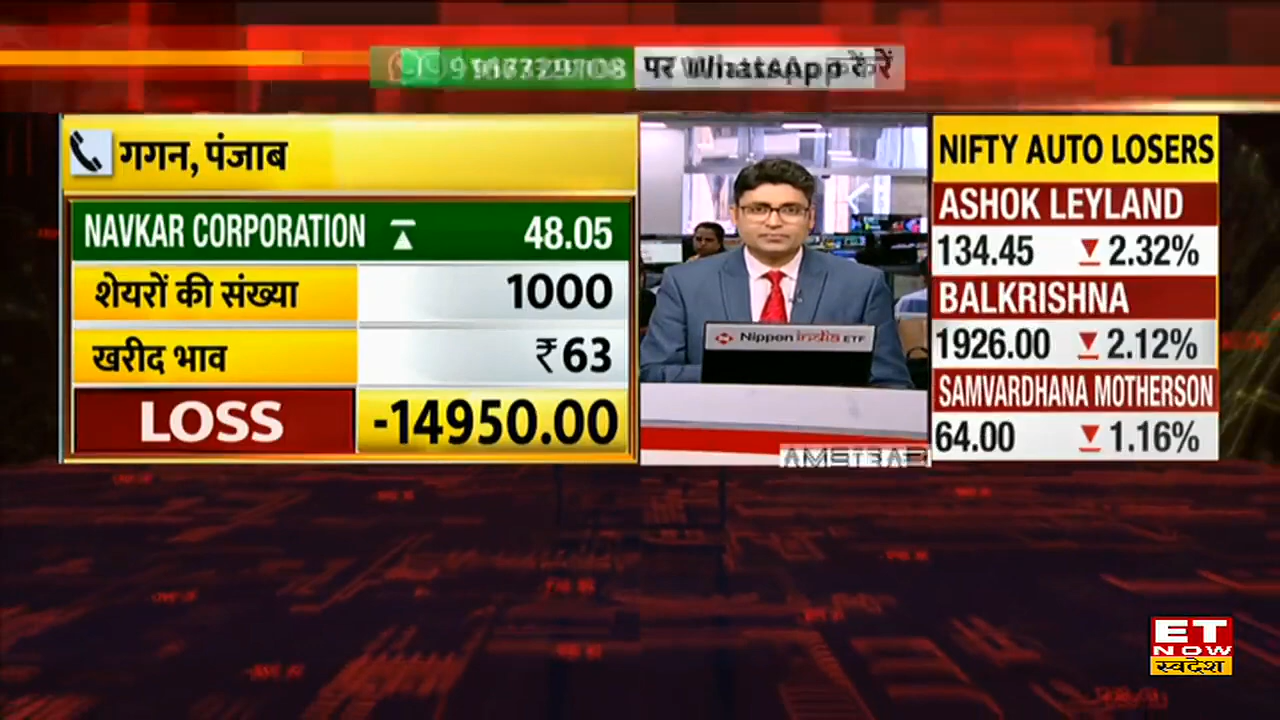 पर WhatsApp करें
गगन, पंजाब
NAVKAR CORPORATION 48.05
शेयरों की संख्या 1000
खरीद भाव ₹63
LOSS -14950.00
Nippon india ETF
NIFTY AUTO LOSERS
ASHOK LEYLAND
134.45 2.32%
BALKRISHNA
1926.00 2.12%
SAMVARDHANA MOTHERSON
64.00 1.16%
ET
NOW
स्वदेश